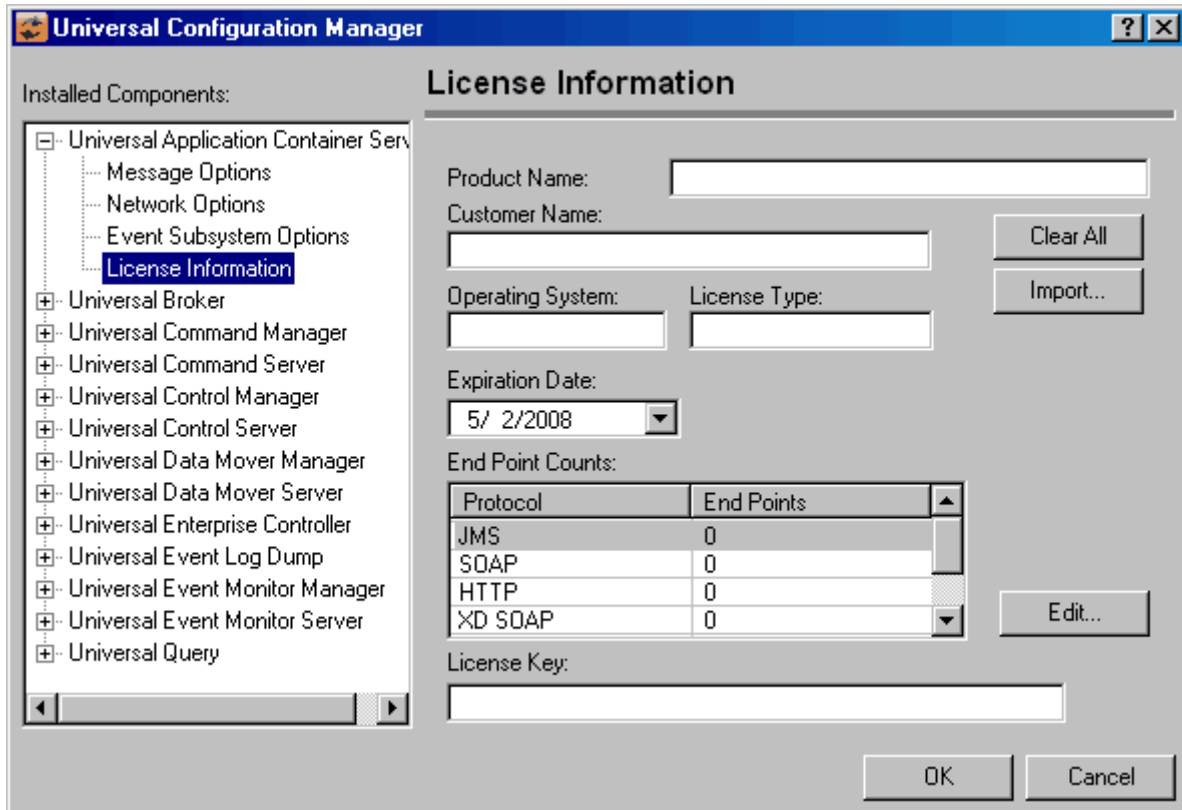 Universal Configuration Manager
Installed Components:
Universal Application Container Serv
Message Options
Network Options
Event Subsystem Options
License Information
Universal Broker
Universal Command Manager
Universal Command Server
Universal Control Manager
Universal Control Server
Universal Data Mover Manager
Universal Data Mover Server
Universal Enterprise Controller
Universal Event Log Dump
Universal Event Monitor Manager
Universal Event Monitor Server
Universal Query
License Information
Product Name:
Customer Name:
Clear All
Import...
Operating System: License Type:
Expiration Date:
5/ 2/2008
End Point Counts:
Protocol End Points
JMS 0
SOAP 0
HTTP 0
XD SOAP 0
Edit...
License Key:
OK Cancel